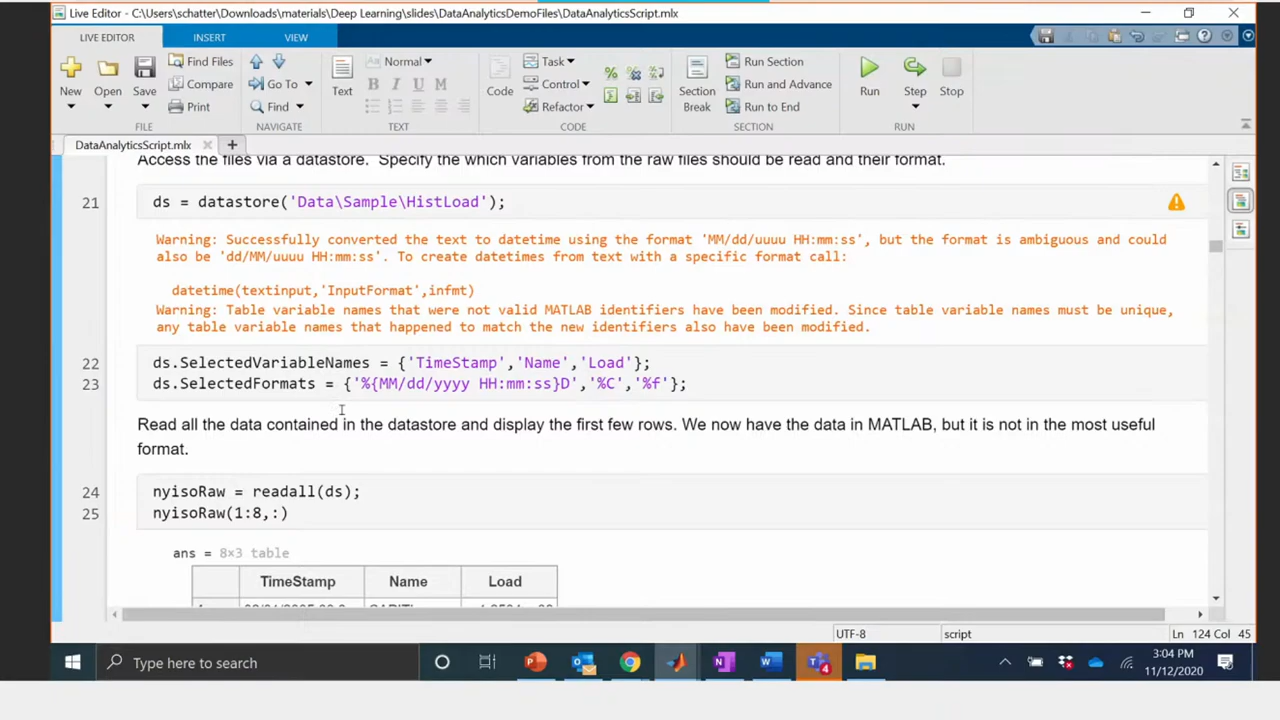 Live Editor - C:\Users\schatter\Downloads\materials\Deep Learning\slides\DataAnalyticsDemoFiles\DataAnalyticsScript.mlx
LIVE EDITOR INSERT VIEW
New Open Save Find Files Compare Print
FILE
Go To Find
NAVIGATE
Text Normal B I U M
TEXT
Code Task Control Refactor
CODE
Section Break Run Section Run and Advance Run to End
SECTION
Run Step Stop
RUN
DataAnalyticsScript.mlx
Access the files via a datastore. Specify the which variables from the raw files should be read and their format.
21 ds = datastore('Data\Sample\HistLoad');
Warning: Successfully converted the text to datetime using the format 'MM/dd/uuuu HH:mm:ss', but the format is ambiguous and could
also be 'dd/MM/uuuu HH:mm:ss'. To create datetimes from text with a specific format call:
datetime(textinput,'InputFormat',infmt)
Warning: Table variable names that were not valid MATLAB identifiers have been modified. Since table variable names must be unique,
any table variable names that happened to match the new identifiers also have been modified.
22 ds.SelectedVariableNames = {'TimeStamp','Name','Load'};
23 ds.SelectedFormats = {'%{MM/dd/yyyy HH:mm:ss}D','%C','%f'};
Read all the data contained in the datastore and display the first few rows. We now have the data in MATLAB, but it is not in the most useful
format.
24 nyisoRaw = readall(ds);
25 nyisoRaw(1:8,:)
ans = 8×3 table
TimeStamp Name Load
UTF-8 script Ln 124 Col 45
Type here to search
4
3:04 PM
11/12/2020